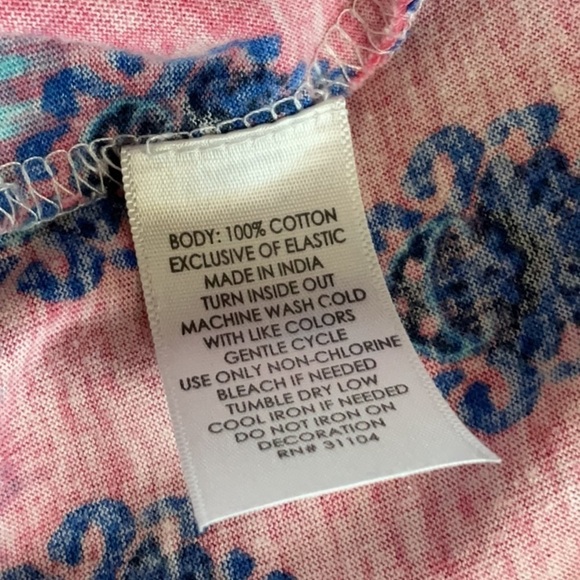 BODY: 100% COTTON
EXCLUSIVE OF ELASTIC
MADE IN INDIA
TURN INSIDE OUT
MACHINE WASH COLD
WITH LIKE COLORS
GENTLE CYCLE
USE ONLY NON-CHLORINE
BLEACH IF NEEDED
TUMBLE DRY LOW
COOL IRON IF NEEDED
DO NOT IRON ON
DECORATION
RN# 31104